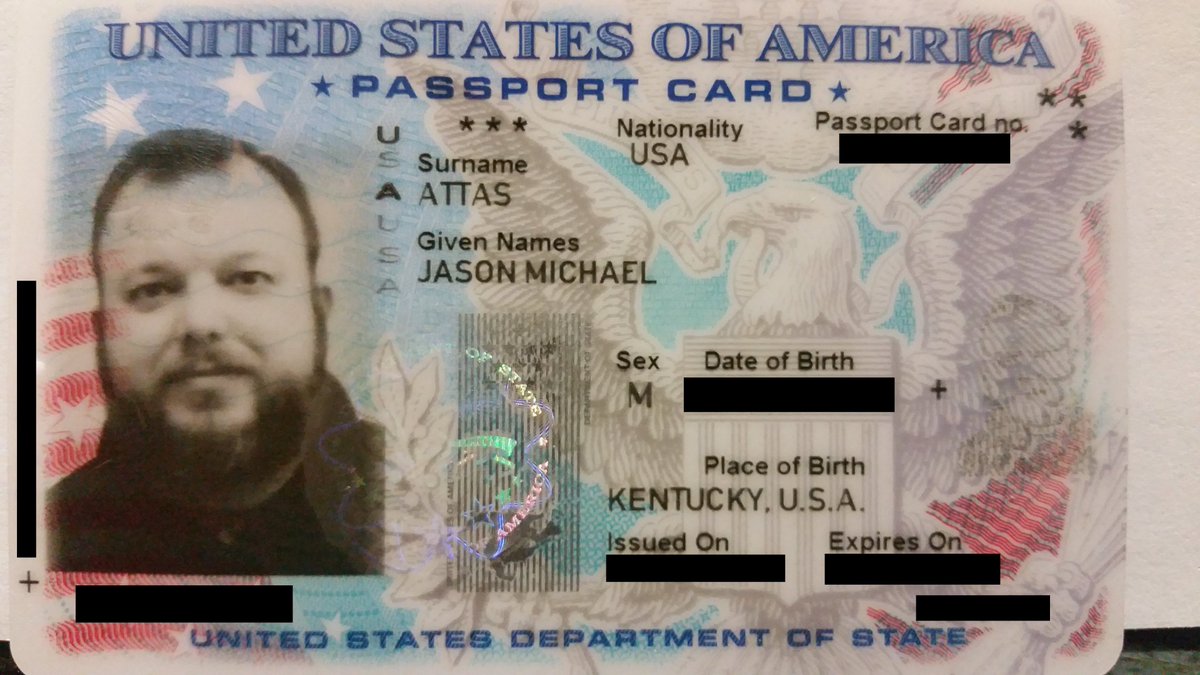 UNITED STATES OF AMERICA
★ PASSPORT CARD ★
USA
USA
***
Nationality
USA
Passport Card no.
**
*
Surname
ATTAS
Given Names
JASON MICHAEL
Sex
M
Date of Birth
+
Place of Birth
KENTUCKY, U.S.A.
Issued On
Expires On
+
OF STATE
AMERICA
UNITED STATES DEPARTMENT OF STATE